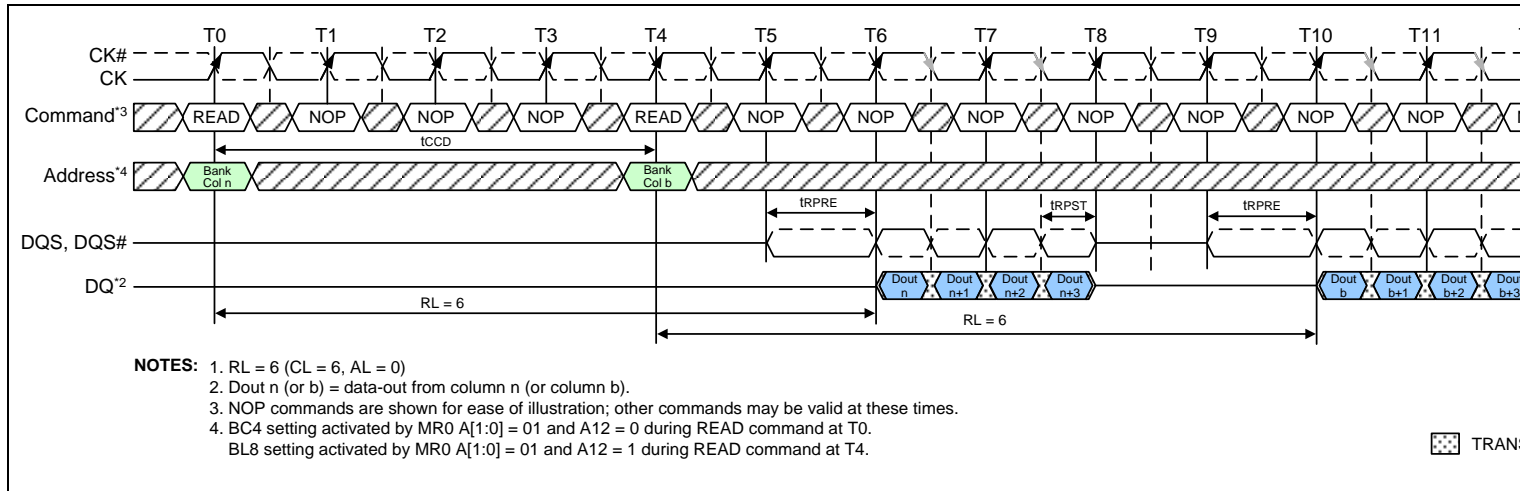 T0 T1 T2 T3 T4 T5 T6 T7 T8 T9 T10 T11
CK#
CK
Command*3 READ NOP NOP NOP READ NOP NOP NOP NOP NOP NOP NOP
tCCD
Address*4 Bank Col n Bank Col b
tRPRE tRPST tRPRE
DQS, DQS#
DQ*2 Dout n Dout n+1 Dout n+2 Dout n+3 Dout b Dout b+1 Dout b+2 Dout b+3
RL = 6
RL = 6
NOTES: 1. RL = 6 (CL = 6, AL = 0)
2. Dout n (or b) = data-out from column n (or column b).
3. NOP commands are shown for ease of illustration; other commands may be valid at these times.
4. BC4 setting activated by MR0 A[1:0] = 01 and A12 = 0 during READ command at T0.
BL8 setting activated by MR0 A[1:0] = 01 and A12 = 1 during READ command at T4.
TRANS